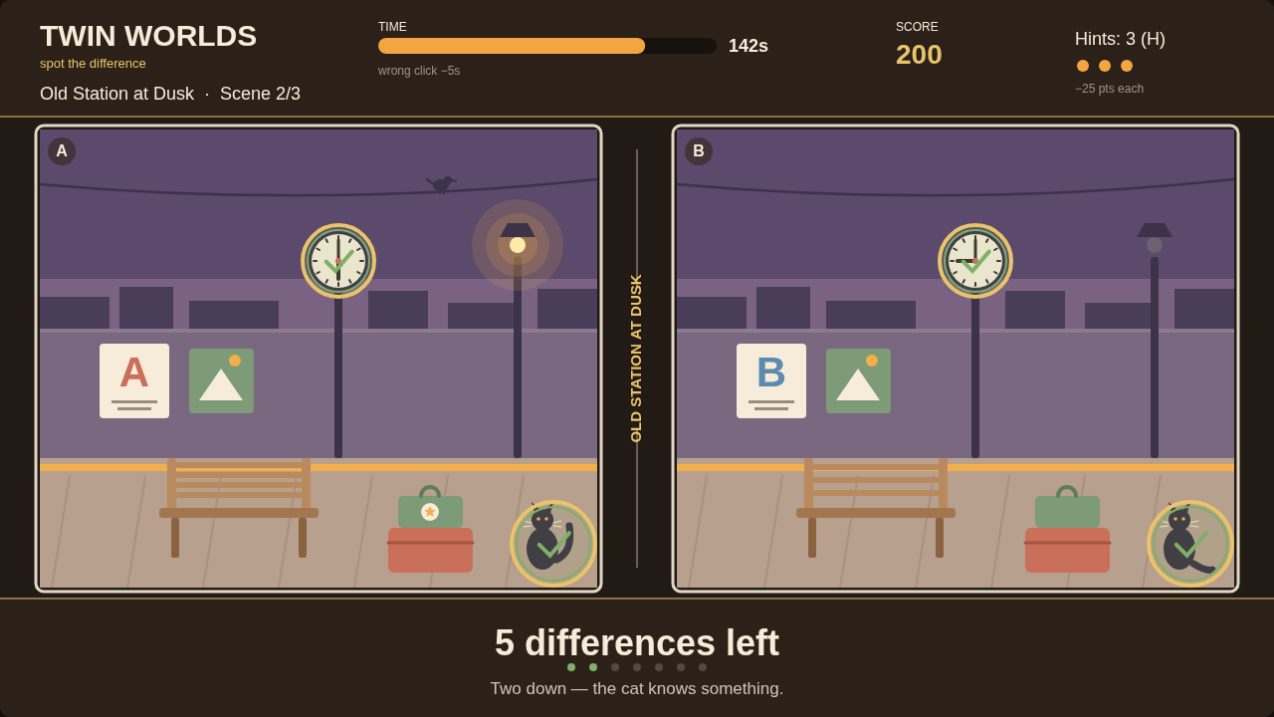 TWIN WORLDS
spot the difference
Old Station at Dusk · Scene 2/3
TIME
142s
wrong click −5s
SCORE
200
Hints: 3 (H)
−25 pts each
A
B
A
B
OLD STATION AT DUSK
5 differences left
Two down — the cat knows something.